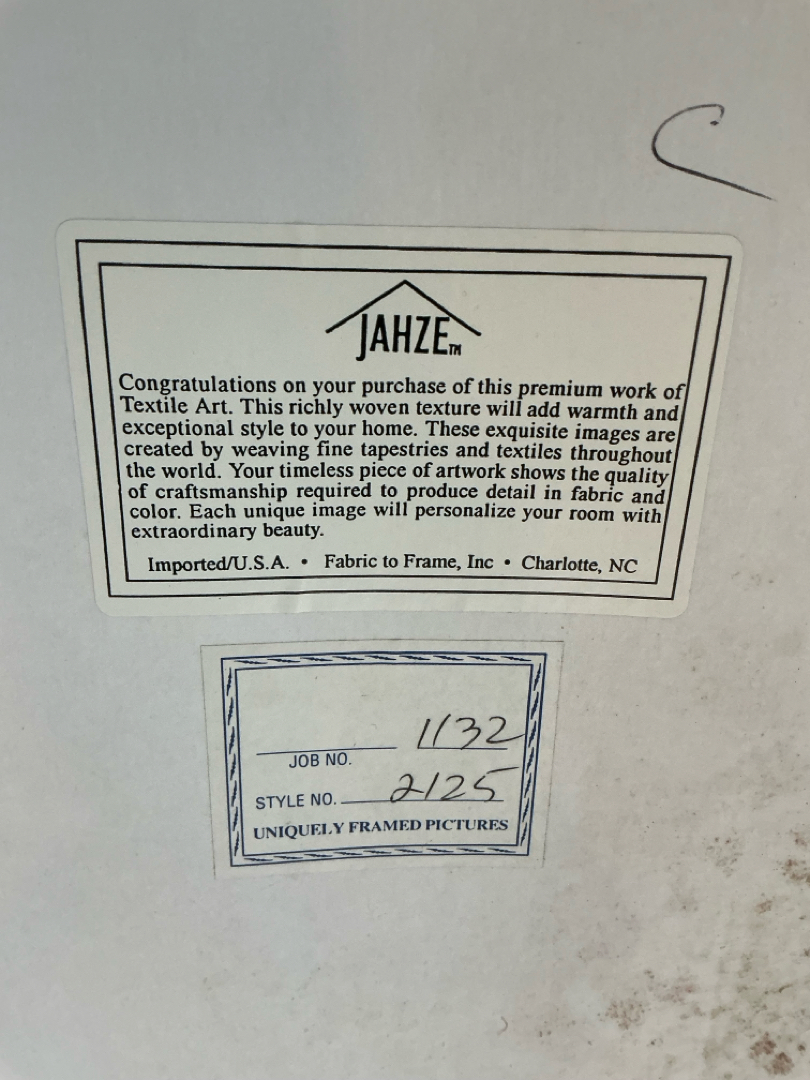 C
JAHZE™
Congratulations on your purchase of this premium work of
Textile Art. This richly woven texture will add warmth and
exceptional style to your home. These exquisite images are
created by weaving fine tapestries and textiles throughout
the world. Your timeless piece of artwork shows the quality
of craftsmanship required to produce detail in fabric and
color. Each unique image will personalize your room with
extraordinary beauty.
Imported/U.S.A. • Fabric to Frame, Inc • Charlotte, NC
1132
JOB NO.
STYLE NO. 2125
UNIQUELY FRAMED PICTURES